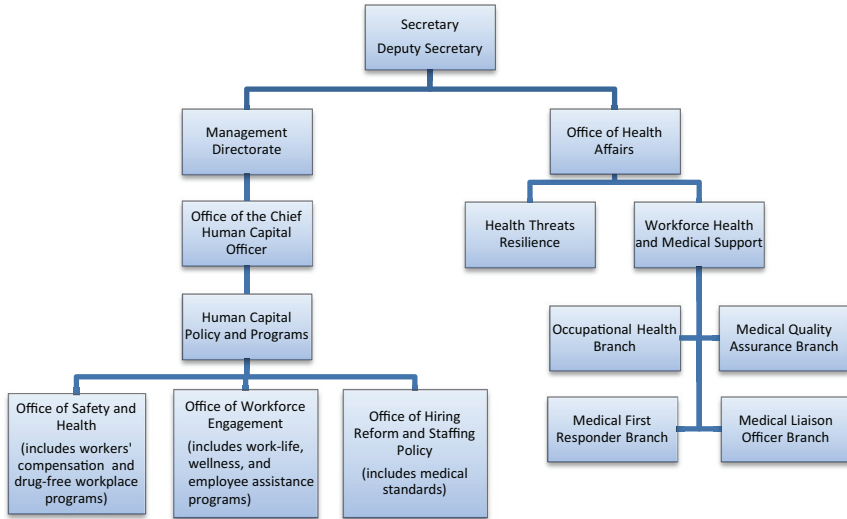 Secretary
Deputy Secretary
Management
Directorate
Office of Health
Affairs
Office of the Chief
Human Capital
Officer
Health Threats
Resilience
Workforce Health
and Medical Support
Human Capital
Policy and Programs
Occupational Health
Branch
Medical Quality
Assurance Branch
Office of Safety and
Health
(includes workers'
compensation and
drug-free workplace
programs)
Office of Workforce
Engagement
(includes work-life,
wellness, and
employee assistance
programs)
Office of Hiring
Reform and Staffing
Policy
(includes medical
standards)
Medical First
Responder Branch
Medical Liaison
Officer Branch